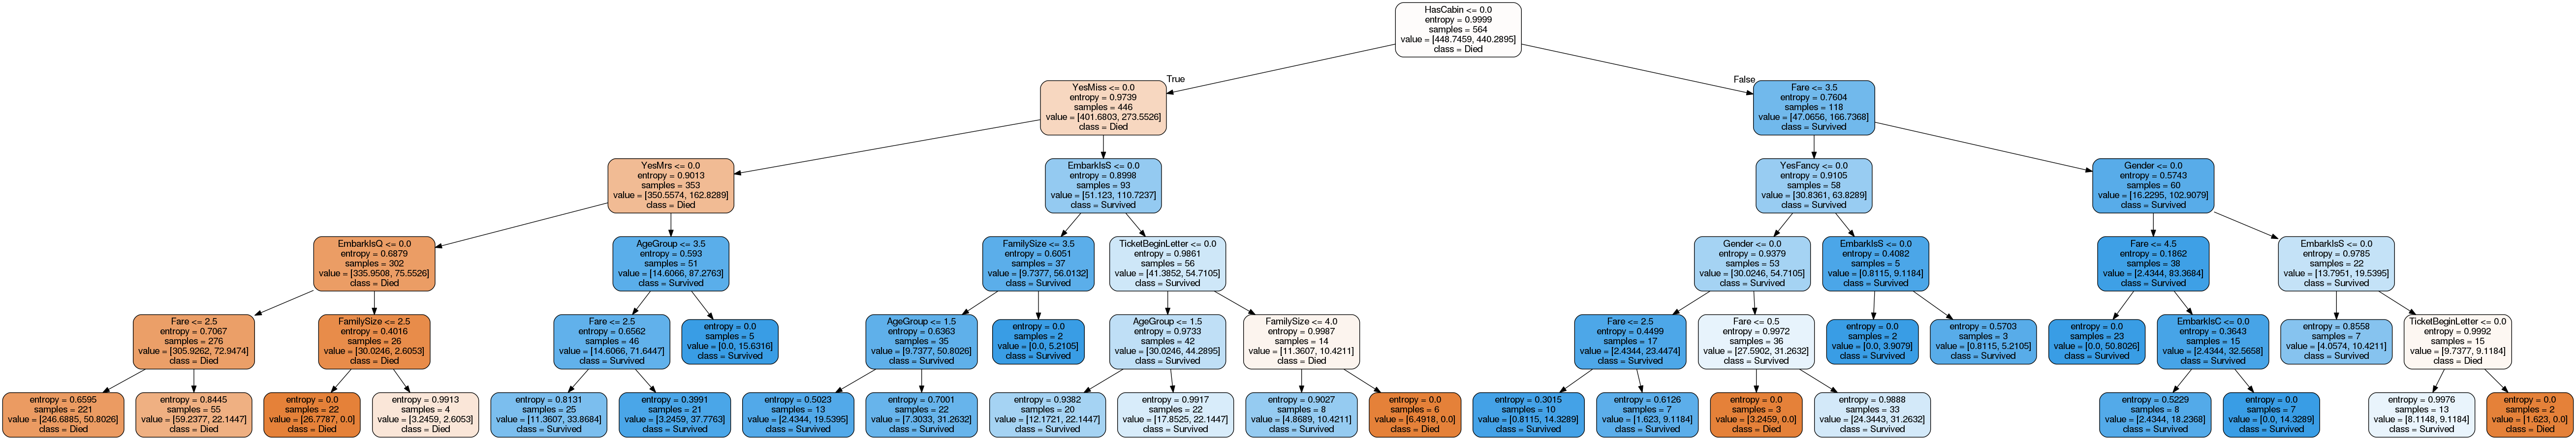 HasCabin <= 0.0
entropy = 0.9999
samples = 564
value = [448.7459, 440.2895]
class = Died
True
False
YesMiss <= 0.0
entropy = 0.9739
samples = 446
value = [401.6803, 273.5526]
class = Died
Fare <= 3.5
entropy = 0.7604
samples = 118
value = [47.0656, 166.7368]
class = Survived
YesMrs <= 0.0
entropy = 0.9013
samples = 353
value = [350.5574, 162.8289]
class = Died
EmbarkIsS <= 0.0
entropy = 0.8998
samples = 93
value = [51.123, 110.7237]
class = Survived
YesFancy <= 0.0
entropy = 0.9105
samples = 58
value = [30.8361, 63.8289]
class = Survived
Gender <= 0.0
entropy = 0.5743
samples = 60
value = [16.2295, 102.9079]
class = Survived
EmbarkIsQ <= 0.0
entropy = 0.6879
samples = 302
value = [335.9508, 75.5526]
class = Died
AgeGroup <= 3.5
entropy = 0.593
samples = 51
value = [14.6066, 87.2763]
class = Survived
FamilySize <= 3.5
entropy = 0.6051
samples = 37
value = [9.7377, 56.0132]
class = Survived
TicketBeginLetter <= 0.0
entropy = 0.9861
samples = 56
value = [41.3852, 54.7105]
class = Survived
Gender <= 0.0
entropy = 0.9379
samples = 53
value = [30.0246, 54.7105]
class = Survived
EmbarkIsS <= 0.0
entropy = 0.4082
samples = 5
value = [0.8115, 9.1184]
class = Survived
Fare <= 4.5
entropy = 0.1862
samples = 38
value = [2.4344, 83.3684]
class = Survived
EmbarkIsS <= 0.0
entropy = 0.9785
samples = 22
value = [13.7951, 19.5395]
class = Survived
Fare <= 2.5
entropy = 0.7067
samples = 276
value = [305.9262, 72.9474]
class = Died
FamilySize <= 2.5
entropy = 0.4016
samples = 26
value = [30.0246, 2.6053]
class = Died
Fare <= 2.5
entropy = 0.6562
samples = 46
value = [14.6066, 71.6447]
class = Survived
entropy = 0.0
samples = 5
value = [0.0, 15.6316]
class = Survived
AgeGroup <= 1.5
entropy = 0.6363
samples = 35
value = [9.7377, 50.8026]
class = Survived
entropy = 0.0
samples = 2
value = [0.0, 5.2105]
class = Survived
AgeGroup <= 1.5
entropy = 0.9733
samples = 42
value = [30.0246, 44.2895]
class = Survived
FamilySize <= 4.0
entropy = 0.9987
samples = 14
value = [11.3607, 10.4211]
class = Died
Fare <= 2.5
entropy = 0.4499
samples = 17
value = [2.4344, 23.4474]
class = Survived
Fare <= 0.5
entropy = 0.9972
samples = 36
value = [27.5902, 31.2632]
class = Survived
entropy = 0.0
samples = 2
value = [0.0, 3.9079]
class = Survived
entropy = 0.5703
samples = 3
value = [0.8115, 5.2105]
class = Survived
entropy = 0.0
samples = 23
value = [0.0, 50.8026]
class = Survived
EmbarkIsC <= 0.0
entropy = 0.3643
samples = 15
value = [2.4344, 32.5658]
class = Survived
entropy = 0.8558
samples = 7
value = [4.0574, 10.4211]
class = Survived
TicketBeginLetter <= 0.0
entropy = 0.9992
samples = 15
value = [9.7377, 9.1184]
class = Died
entropy = 0.6595
samples = 221
value = [246.6885, 50.8026]
class = Died
entropy = 0.8445
samples = 55
value = [59.2377, 22.1447]
class = Died
entropy = 0.0
samples = 22
value = [26.7787, 0.0]
class = Died
entropy = 0.9913
samples = 4
value = [3.2459, 2.6053]
class = Died
entropy = 0.8131
samples = 25
value = [11.3607, 33.8684]
class = Survived
entropy = 0.3991
samples = 21
value = [3.2459, 37.7763]
class = Survived
entropy = 0.5023
samples = 13
value = [2.4344, 19.5395]
class = Survived
entropy = 0.7001
samples = 22
value = [7.3033, 31.2632]
class = Survived
entropy = 0.9382
samples = 20
value = [12.1721, 22.1447]
class = Survived
entropy = 0.9917
samples = 22
value = [17.8525, 22.1447]
class = Survived
entropy = 0.9027
samples = 8
value = [4.8689, 10.4211]
class = Survived
entropy = 0.0
samples = 6
value = [6.4918, 0.0]
class = Died
entropy = 0.3015
samples = 10
value = [0.8115, 14.3289]
class = Survived
entropy = 0.6126
samples = 7
value = [1.623, 9.1184]
class = Survived
entropy = 0.0
samples = 3
value = [3.2459, 0.0]
class = Died
entropy = 0.9888
samples = 33
value = [24.3443, 31.2632]
class = Survived
entropy = 0.5229
samples = 8
value = [2.4344, 18.2368]
class = Survived
entropy = 0.0
samples = 7
value = [0.0, 14.3289]
class = Survived
entropy = 0.9976
samples = 13
value = [8.1148, 9.1184]
class = Survived
entropy = 0.0
samples = 2
value = [1.623, 0.0]
class = Died